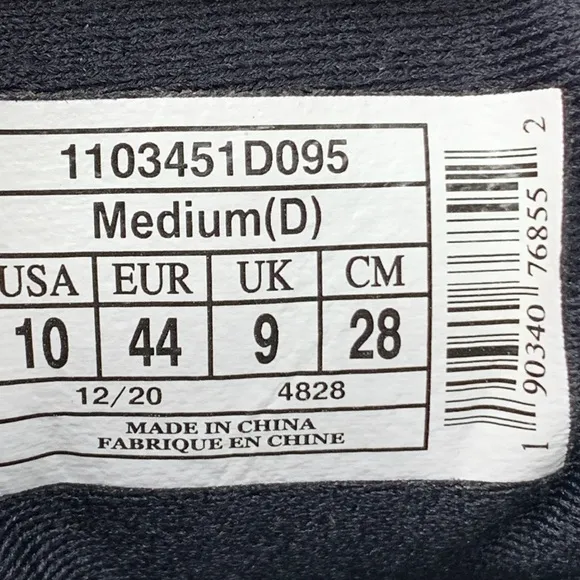 1103451D095
Medium(D)
USA EUR UK CM
10 44 9 28
12/20 4828
MADE IN CHINA
FABRIQUE EN CHINE
1 90340 76855 2